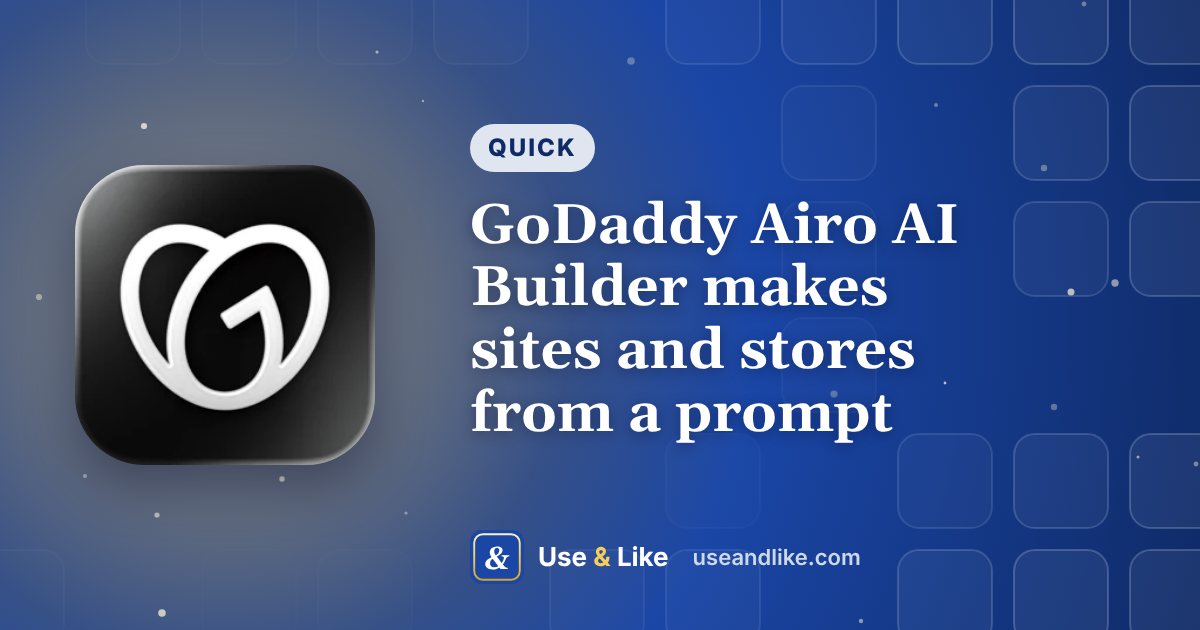 QUICK
GoDaddy Airo AI
Builder makes
sites and stores
from a prompt
& Use & Like useandlike.com